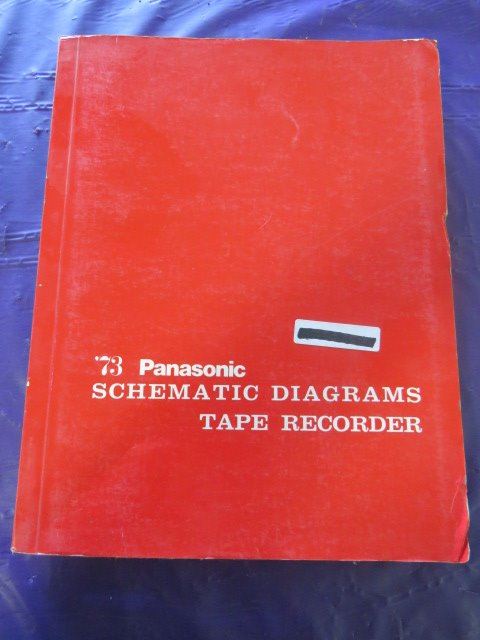 '73 Panasonic
SCHEMATIC DIAGRAMS
TAPE RECORDER